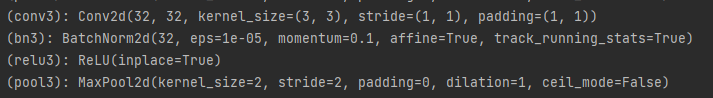 (conv3): Conv2d(32, 32, kernel_size=(3, 3), stride=(1, 1), padding=(1, 1))
(bn3): BatchNorm2d(32, eps=1e-05, momentum=0.1, affine=True, track_running_stats=True)
(relu3): ReLU(inplace=True)
(pool3): MaxPool2d(kernel_size=2, stride=2, padding=0, dilation=1, ceil_mode=False)